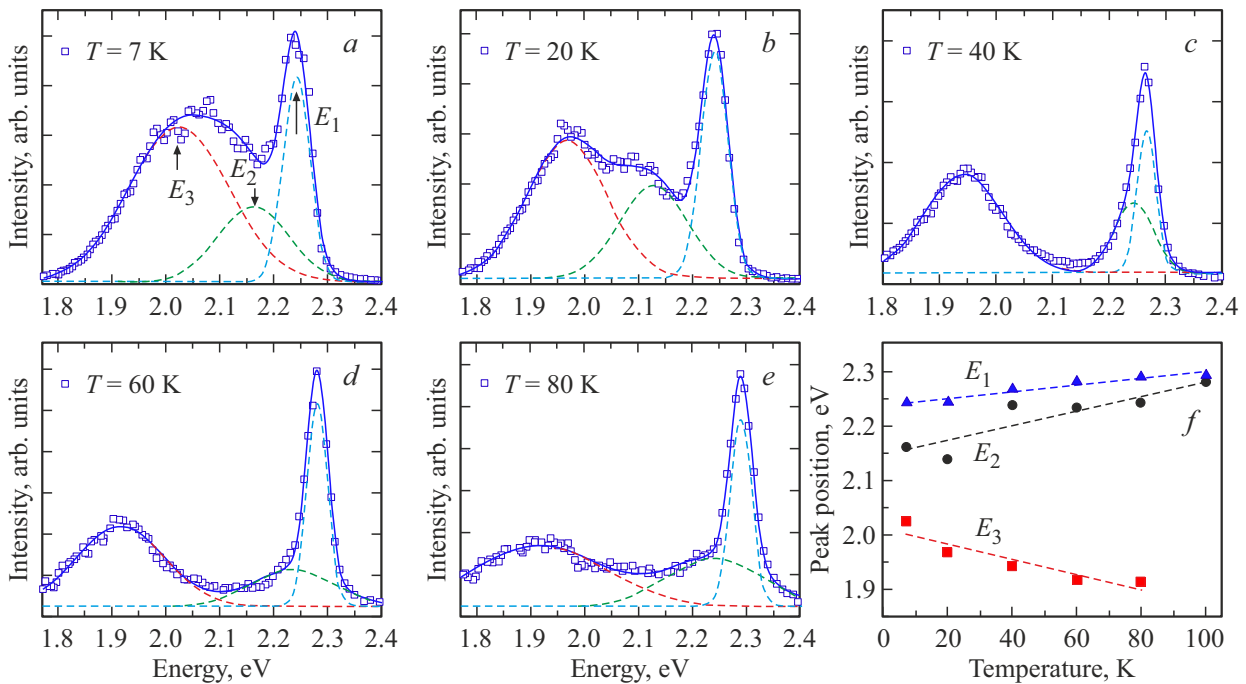 T = 7 K
a
E1
E2
E3
Intensity, arb. units
1.8 1.9 2.0 2.1 2.2 2.3 2.4
T = 20 K
b
Intensity, arb. units
1.8 1.9 2.0 2.1 2.2 2.3 2.4
T = 40 K
c
Intensity, arb. units
1.8 1.9 2.0 2.1 2.2 2.3 2.4
T = 60 K
d
Intensity, arb. units
1.8 1.9 2.0 2.1 2.2 2.3 2.4
Energy, eV
T = 80 K
e
Intensity, arb. units
1.8 1.9 2.0 2.1 2.2 2.3 2.4
Energy, eV
2.3
2.2
2.1
2.0
1.9
Peak position, eV
E1
f
E2
E3
0 20 40 60 80 100
Temperature, K